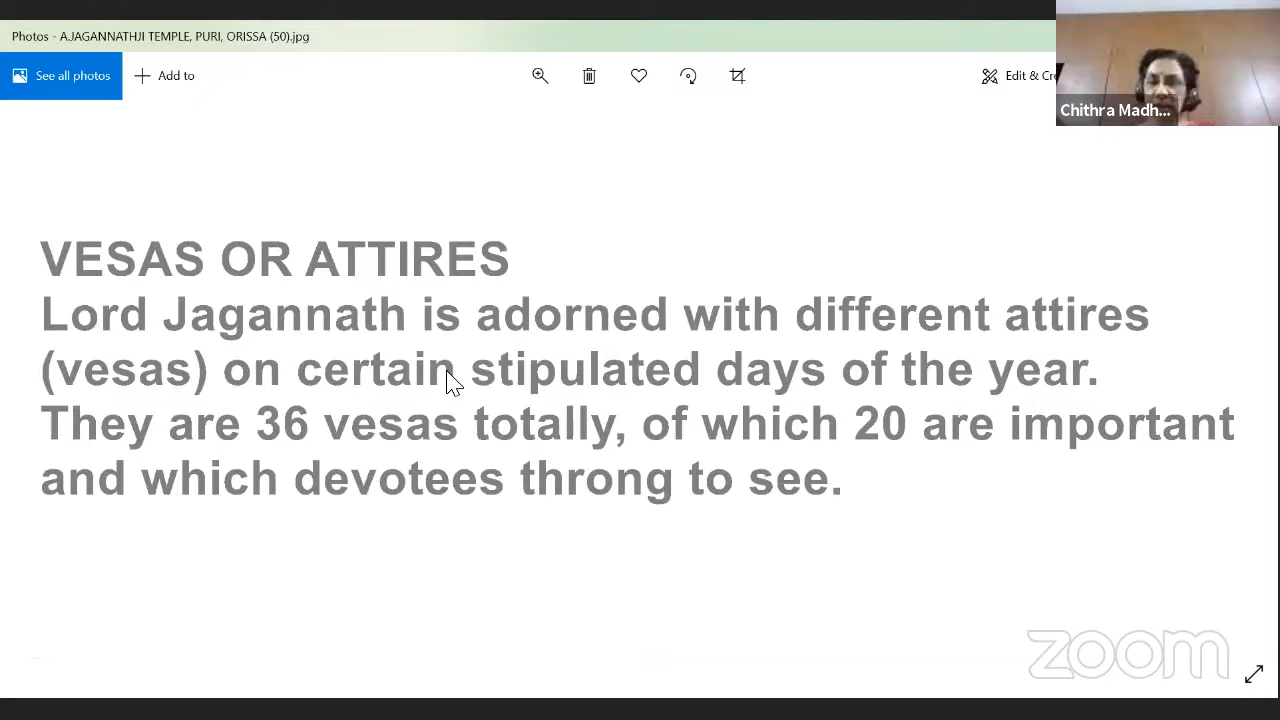 Photos - A.JAGANNATHJI TEMPLE, PURI, ORISSA (50).jpg
See all photos
Add to
Edit & Cre
Chithra Madh...
VESAS OR ATTIRES
Lord Jagannath is adorned with different attires
(vesas) on certain stipulated days of the year.
They are 36 vesas totally, of which 20 are important
and which devotees throng to see.
zoom